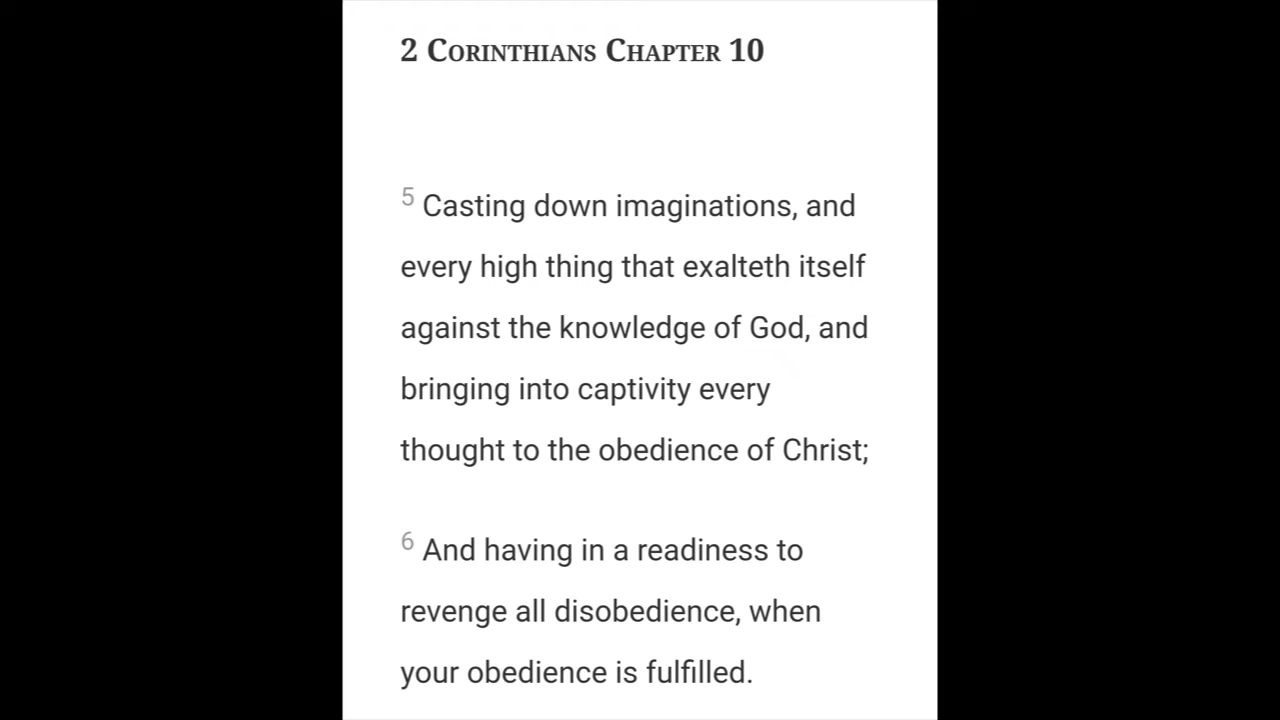 2 Corinthians Chapter 10
5 Casting down imaginations, and
every high thing that exalteth itself
against the knowledge of God, and
bringing into captivity every
thought to the obedience of Christ;
6 And having in a readiness to
revenge all disobedience, when
your obedience is fulfilled.